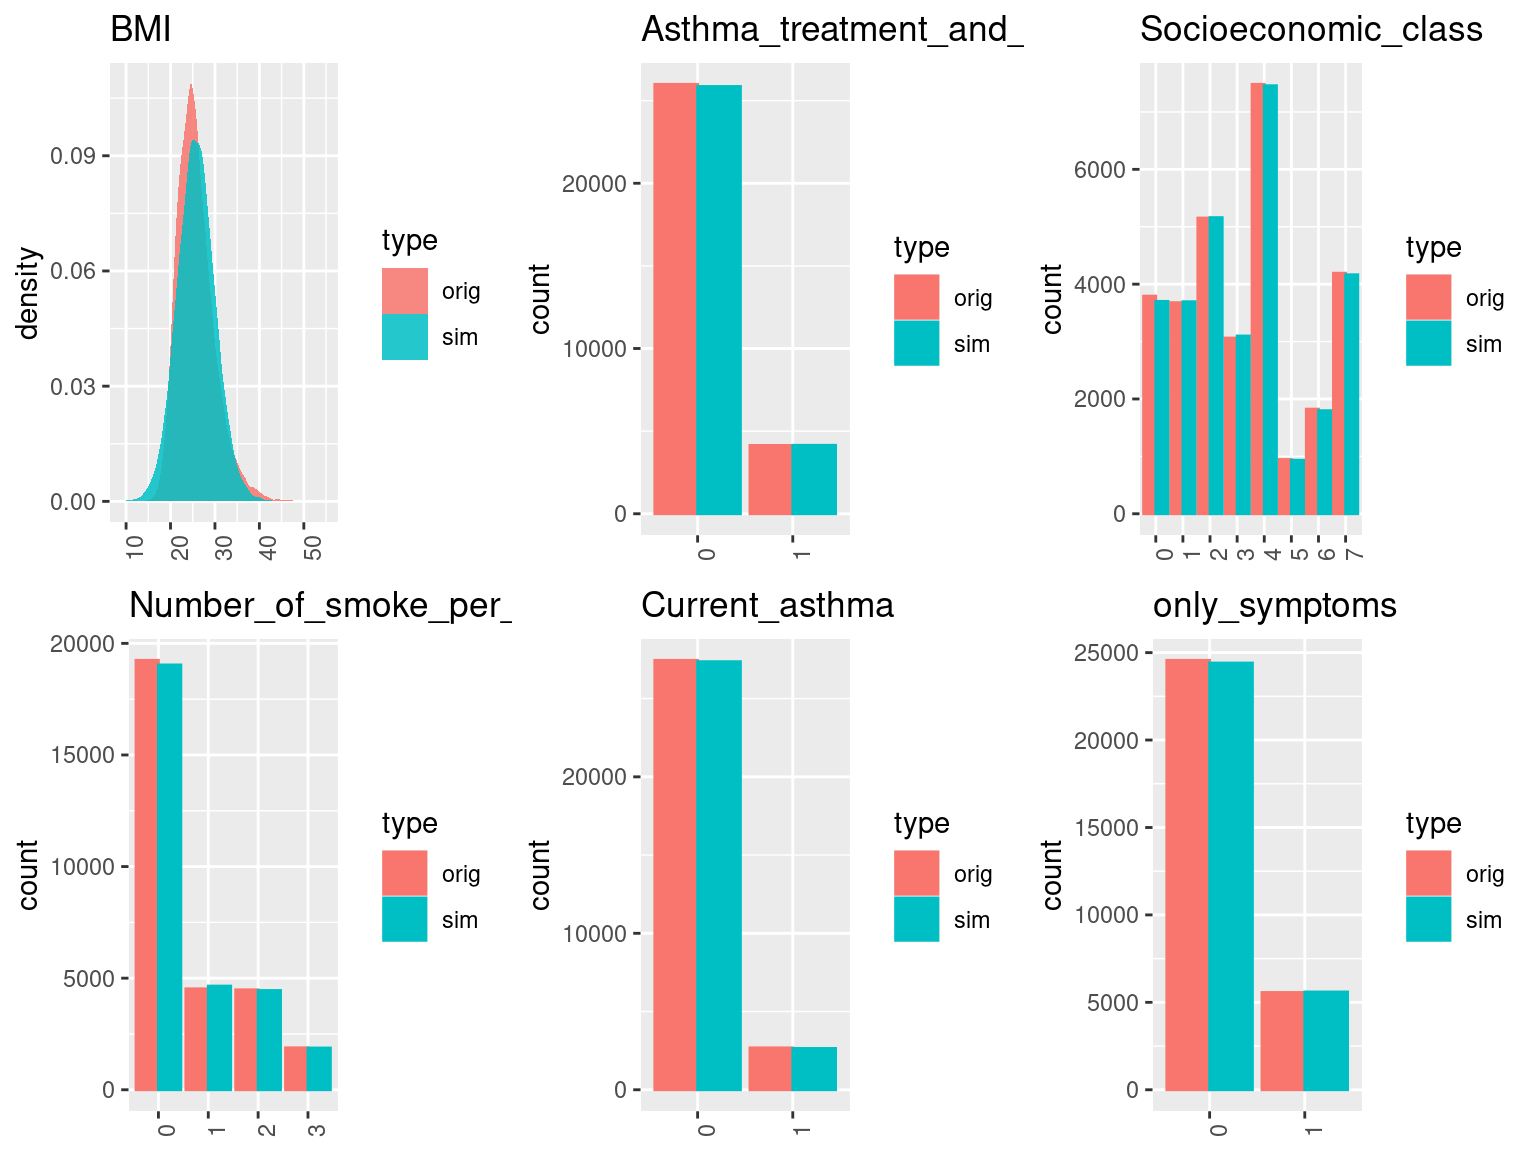 BMI
density
0.09
0.06
0.03
0.00
10 20 30 40 50
type
orig
sim
Asthma_treatment_and_
count
20000
10000
0
0 1
type
orig
sim
Socioeconomic_class
count
6000
4000
2000
0
0 1 2 3 4 5 6 7
type
orig
sim
Number_of_smoke_per_
count
20000
15000
10000
5000
0
0 1 2 3
type
orig
sim
Current_asthma
count
20000
10000
0
0 1
type
orig
sim
only_symptoms
count
25000
20000
15000
10000
5000
0
0 1
type
orig
sim